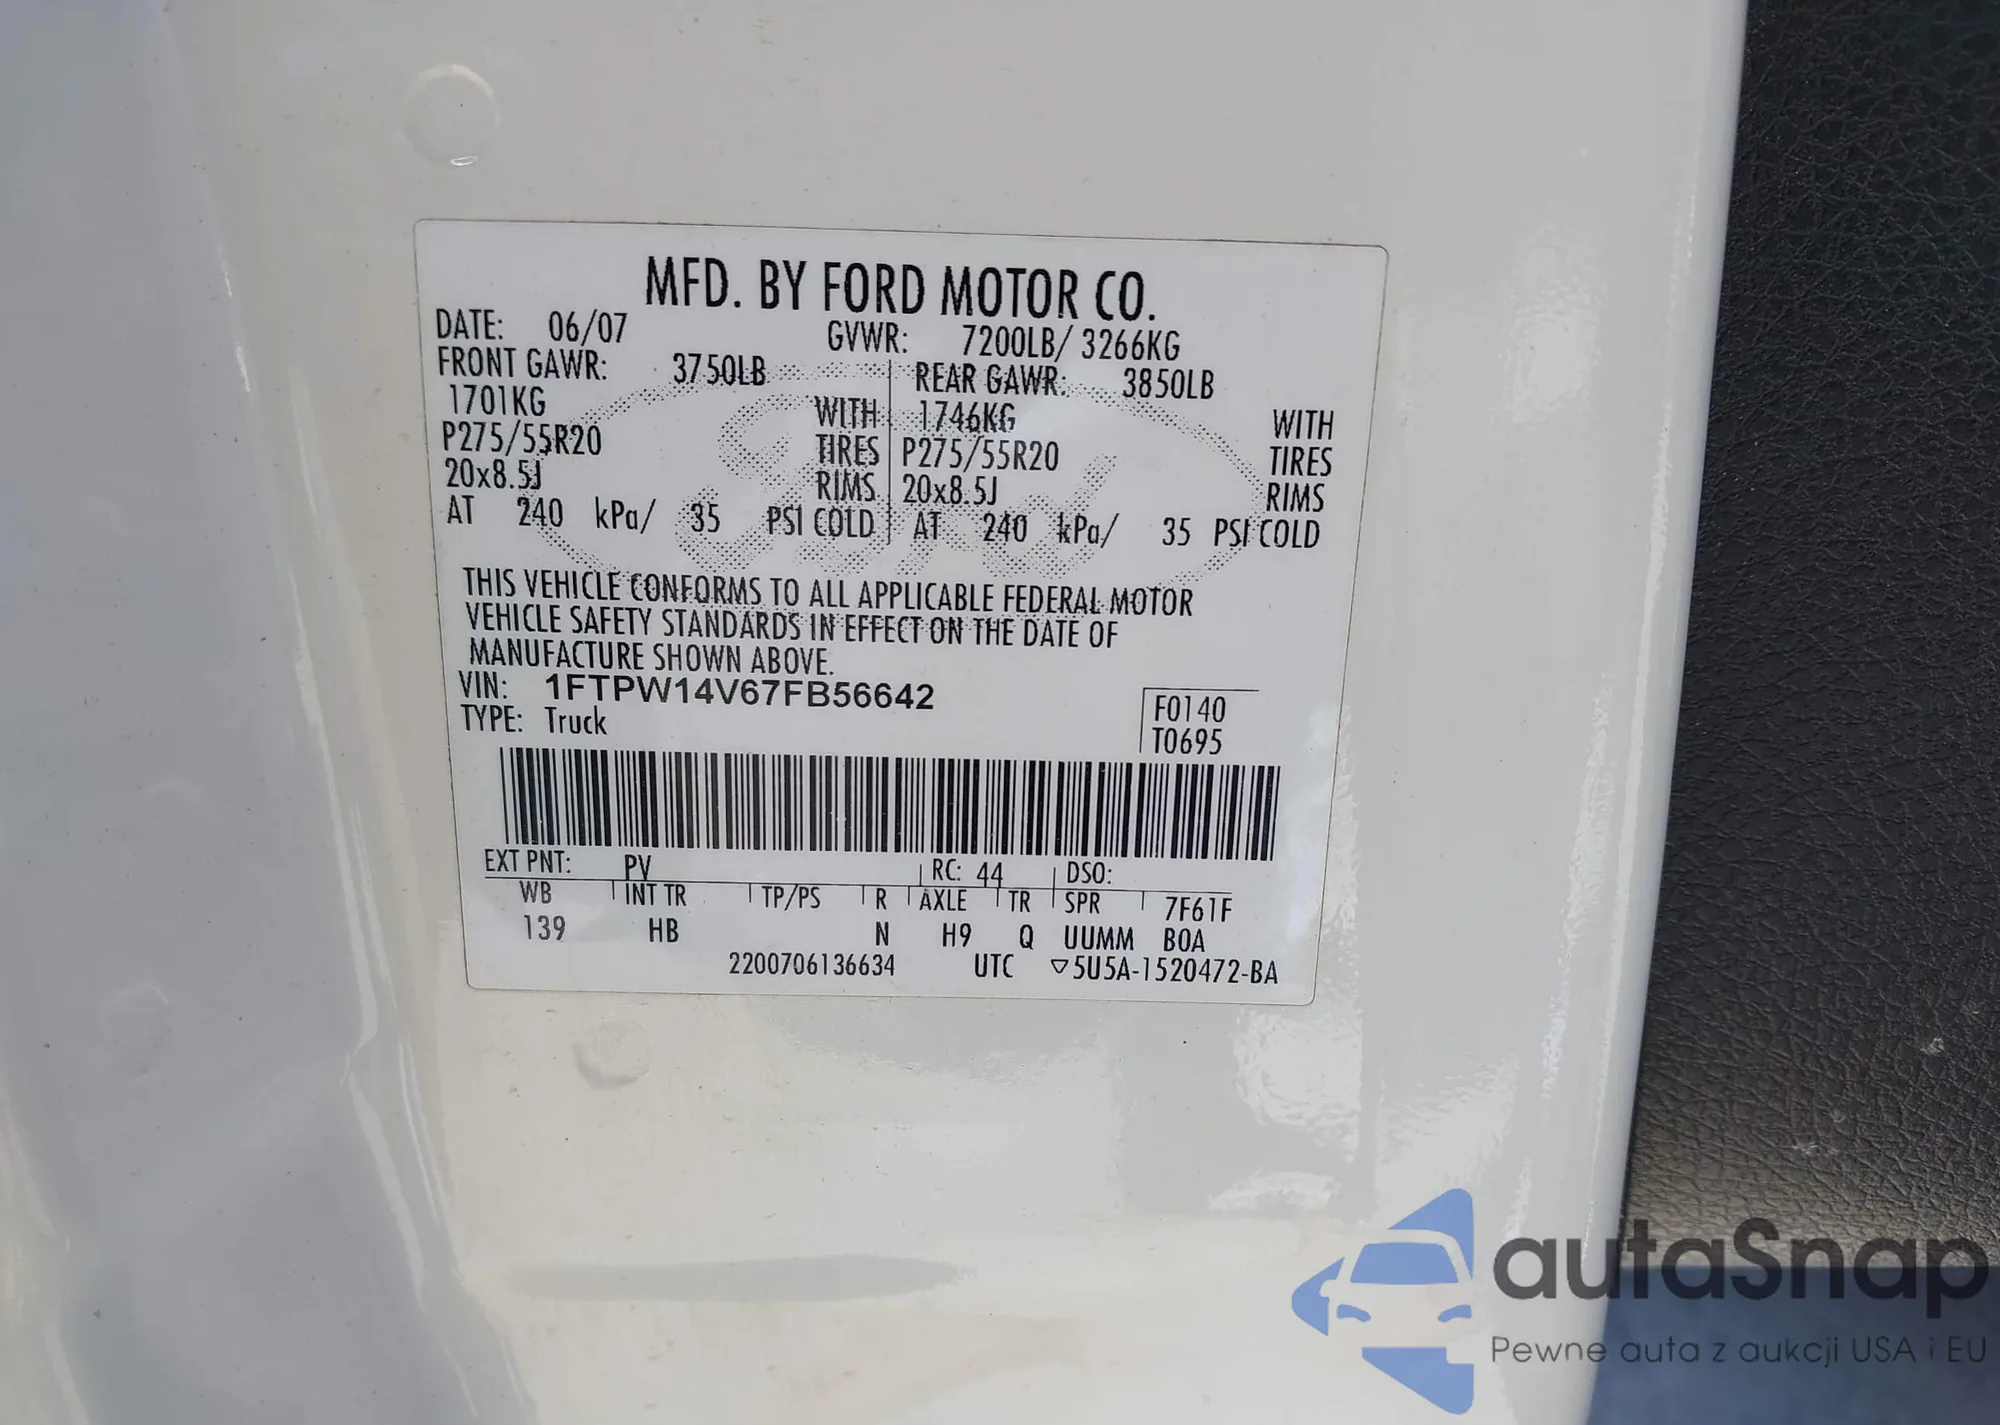 MFD. BY FORD MOTOR CO.
DATE: 06/07 GVWR: 7200LB/ 3266KG
FRONT GAWR: 3750LB REAR GAWR: 3850LB
1701KG WITH 1746KG WITH
P275/55R20 TIRES P275/55R20 TIRES
20x8.5J RIMS 20x8.5J RIMS
AT 240 kPa/ 35 PSI COLD AT 240 kPa/ 35 PSI COLD
THIS VEHICLE CONFORMS TO ALL APPLICABLE FEDERAL MOTOR
VEHICLE SAFETY STANDARDS IN EFFECT ON THE DATE OF
MANUFACTURE SHOWN ABOVE.
VIN: 1FTPW14V67FB56642
TYPE: Truck
F0140
T0695
EXT PNT: PV RC: 44 DSO:
WB INT TR TP/PS R AXLE TR SPR 7F61F
139 HB N H9 Q UUMM BOA
2200706136634 UTC ▽5U5A-1520472-BA
Ford
autaSnap
Pewne auta z aukcji USA i EU